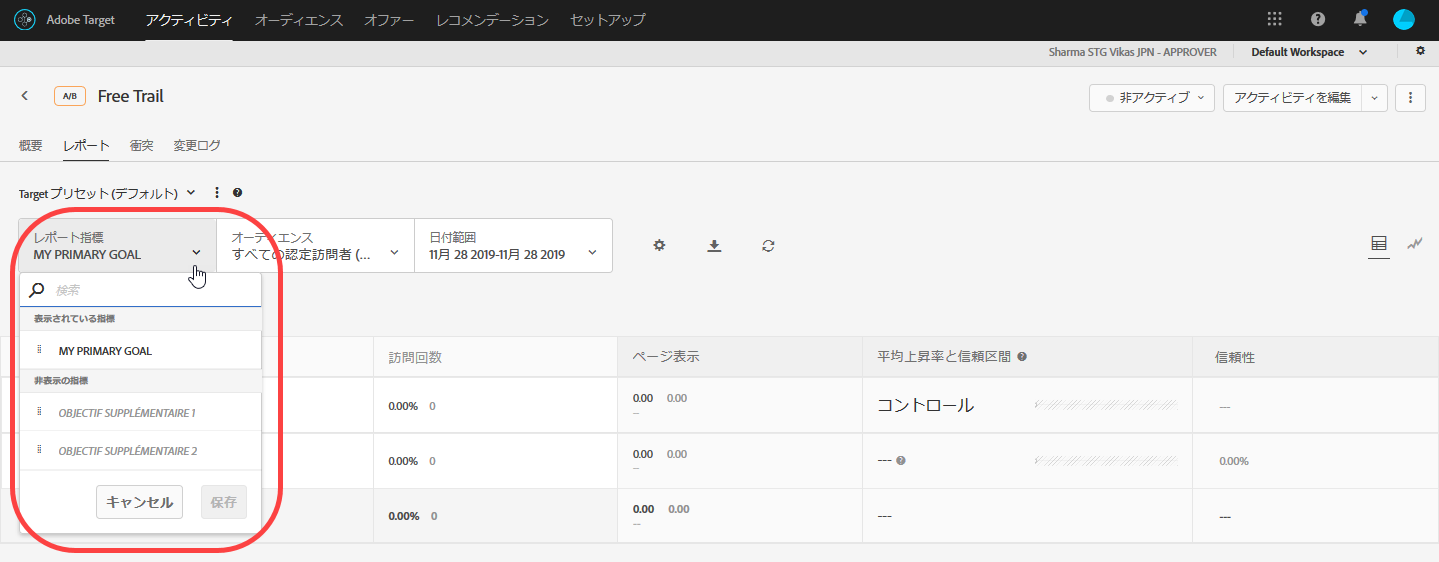 Adobe Target アクティビティ オーディエンス オファー レコメンデーション セットアップ
Sharma STG Vikas JPN - APPROVER Default Workspace
A/B Free Trail 非アクティブ アクティビティを編集
概要 レポート 衝突 変更ログ
Target プリセット (デフォルト)
レポート指標 オーディエンス 日付範囲
MY PRIMARY GOAL すべての認定訪問者 (... 11月 28 2019-11月 28 2019
検索
表示されている指標
MY PRIMARY GOAL
訪問回数 ページ表示 平均上昇率と信頼区間 信頼性
非表示の指標
OBJECTIF SUPPLÉMENTAIRE 1
0.00% 0 0.00 0.00 -- コントロール ---
OBJECTIF SUPPLÉMENTAIRE 2
0.00% 0 0.00 0.00 -- --- 0.00%
キャンセル 保存
0.00% 0 0.00 0.00 --- --- ---